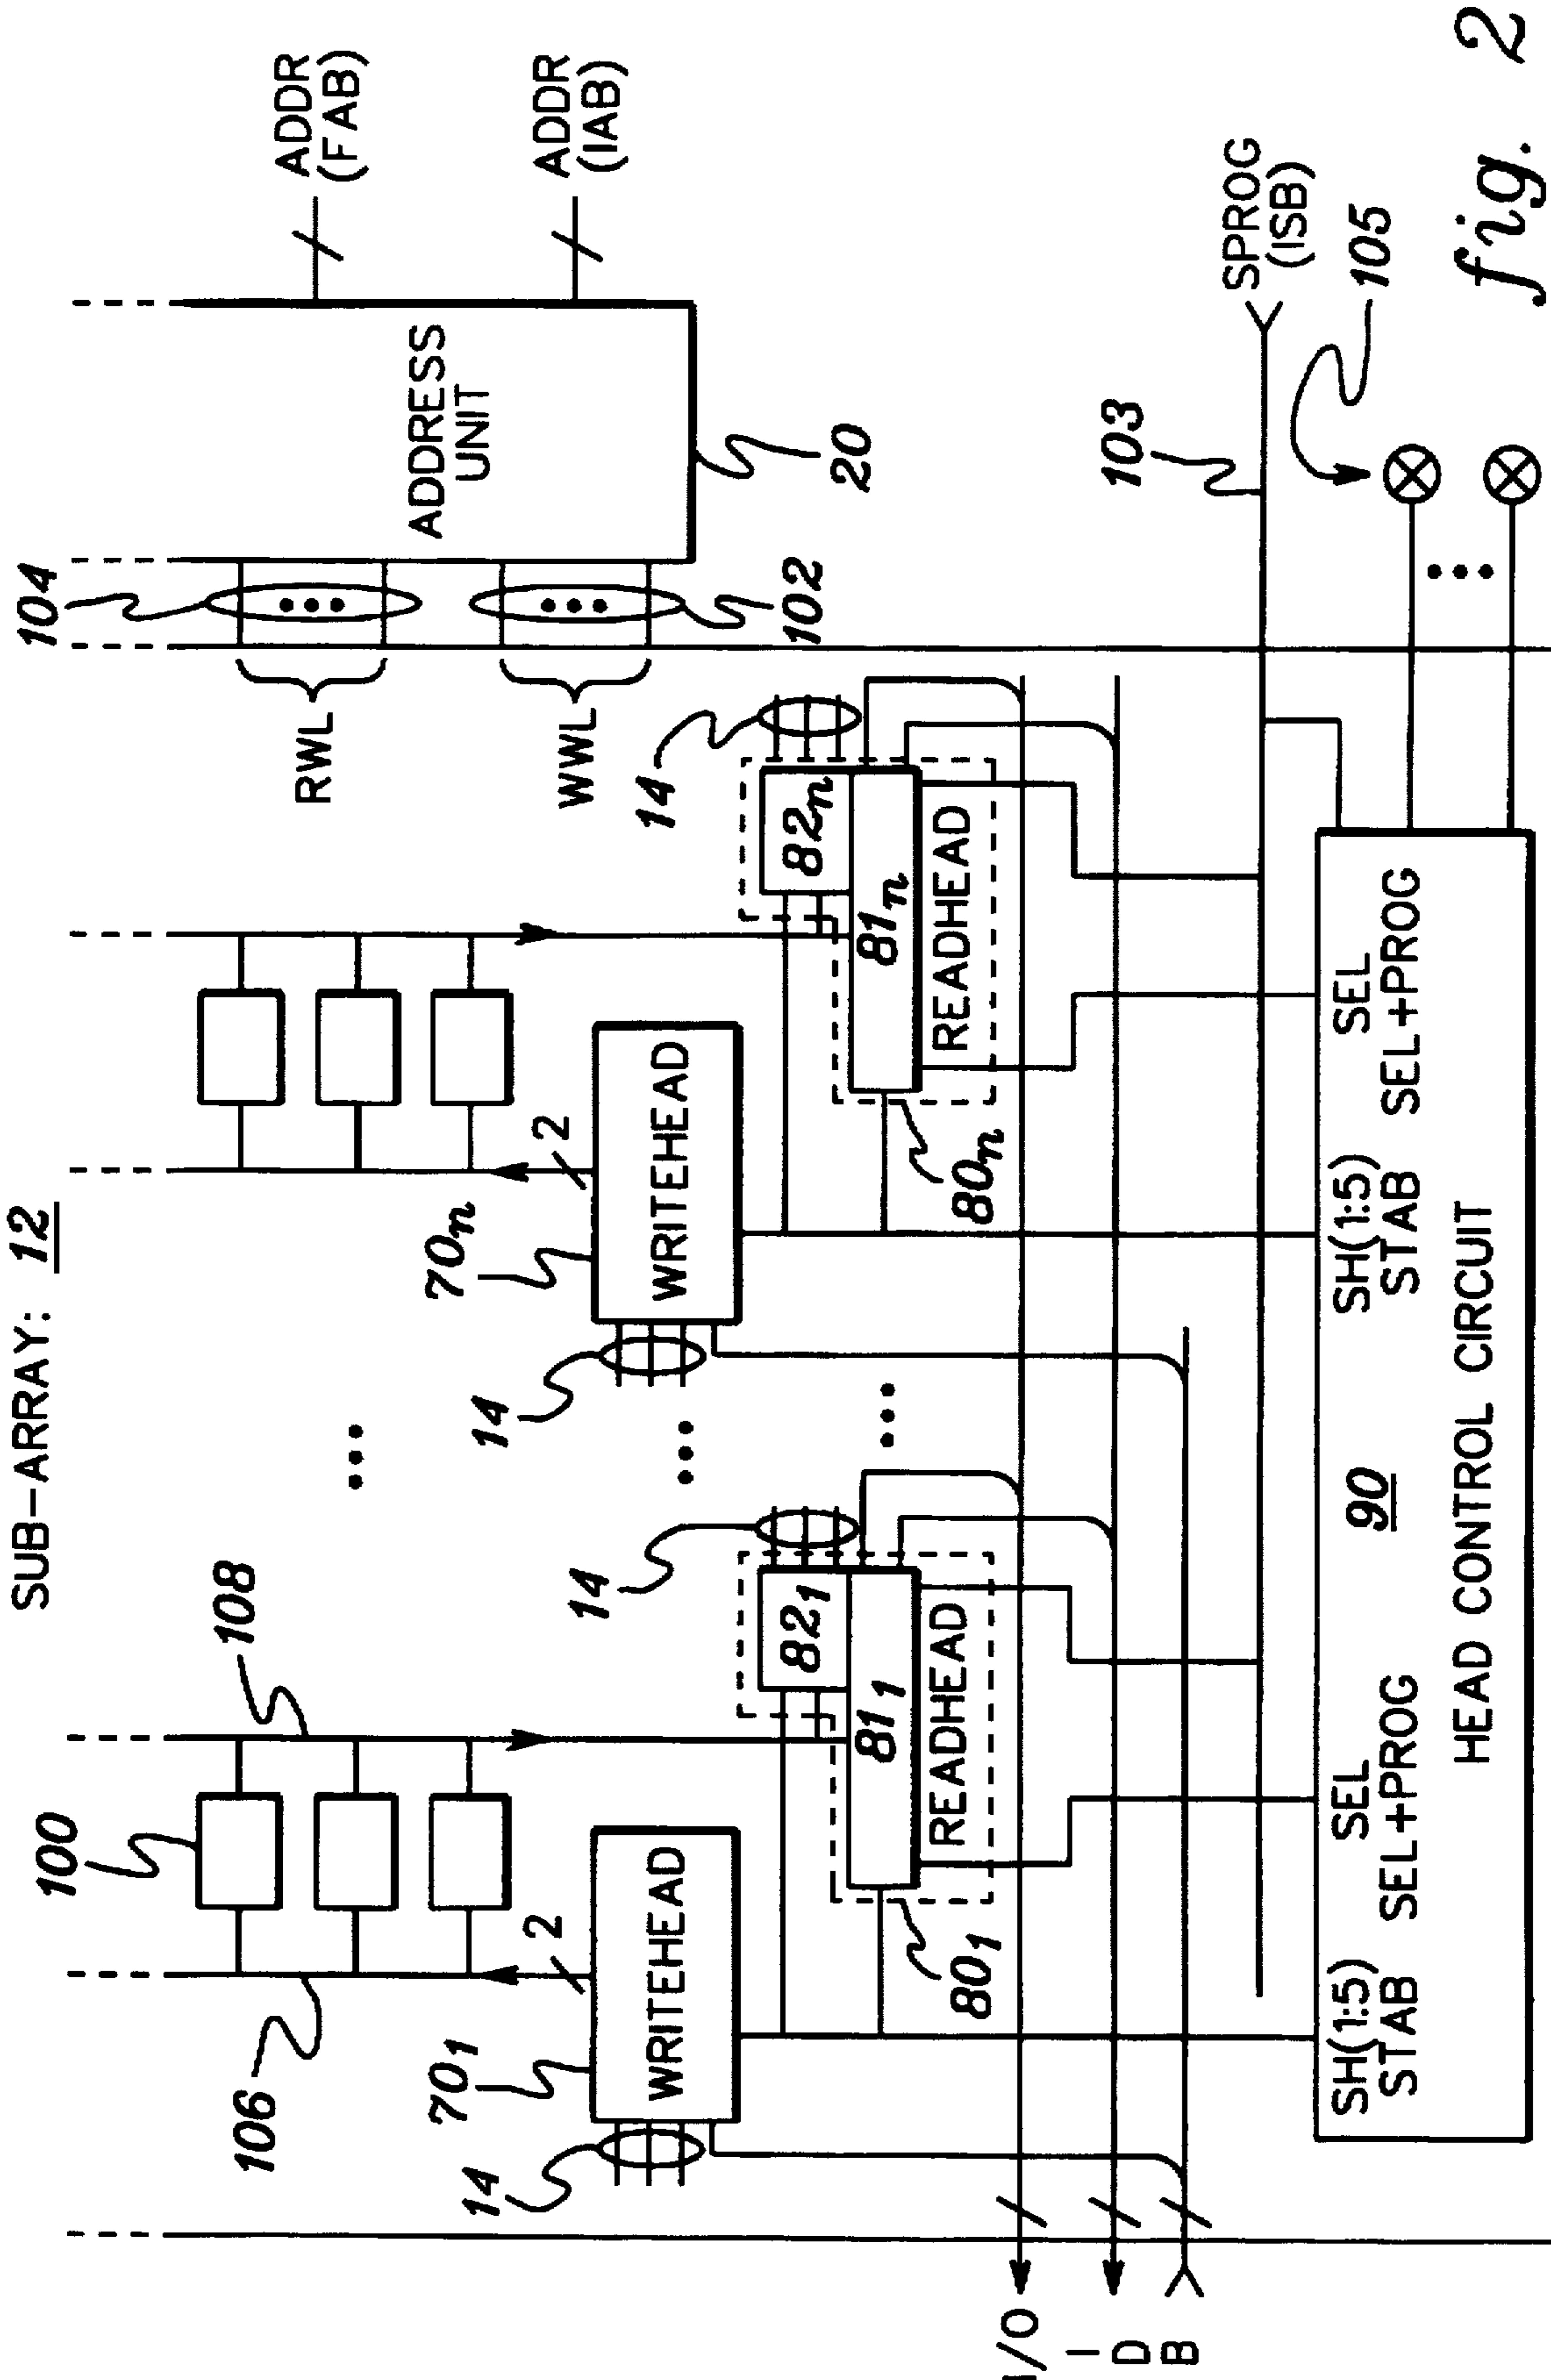 SUB-ARRAY: 12
104
100
108
106
RWL
WWL
ADDRESS
UNIT
ADDR
(FAB)
ADDR
(IAB)
20
102
70₁
WRITEHEAD
2
14
14
82₁
81₁
READHEAD
80₁
70ₙ
WRITEHEAD
2
14
14
82ₙ
81ₙ
READHEAD
80ₙ
I/O
I
D
B
103
SPROG
(ISB)
105
SH(1:5)
STAB
SEL
SEL+PROG
90
SH(1:5)
STAB
SEL
SEL+PROG
HEAD CONTROL CIRCUIT
fig. 2